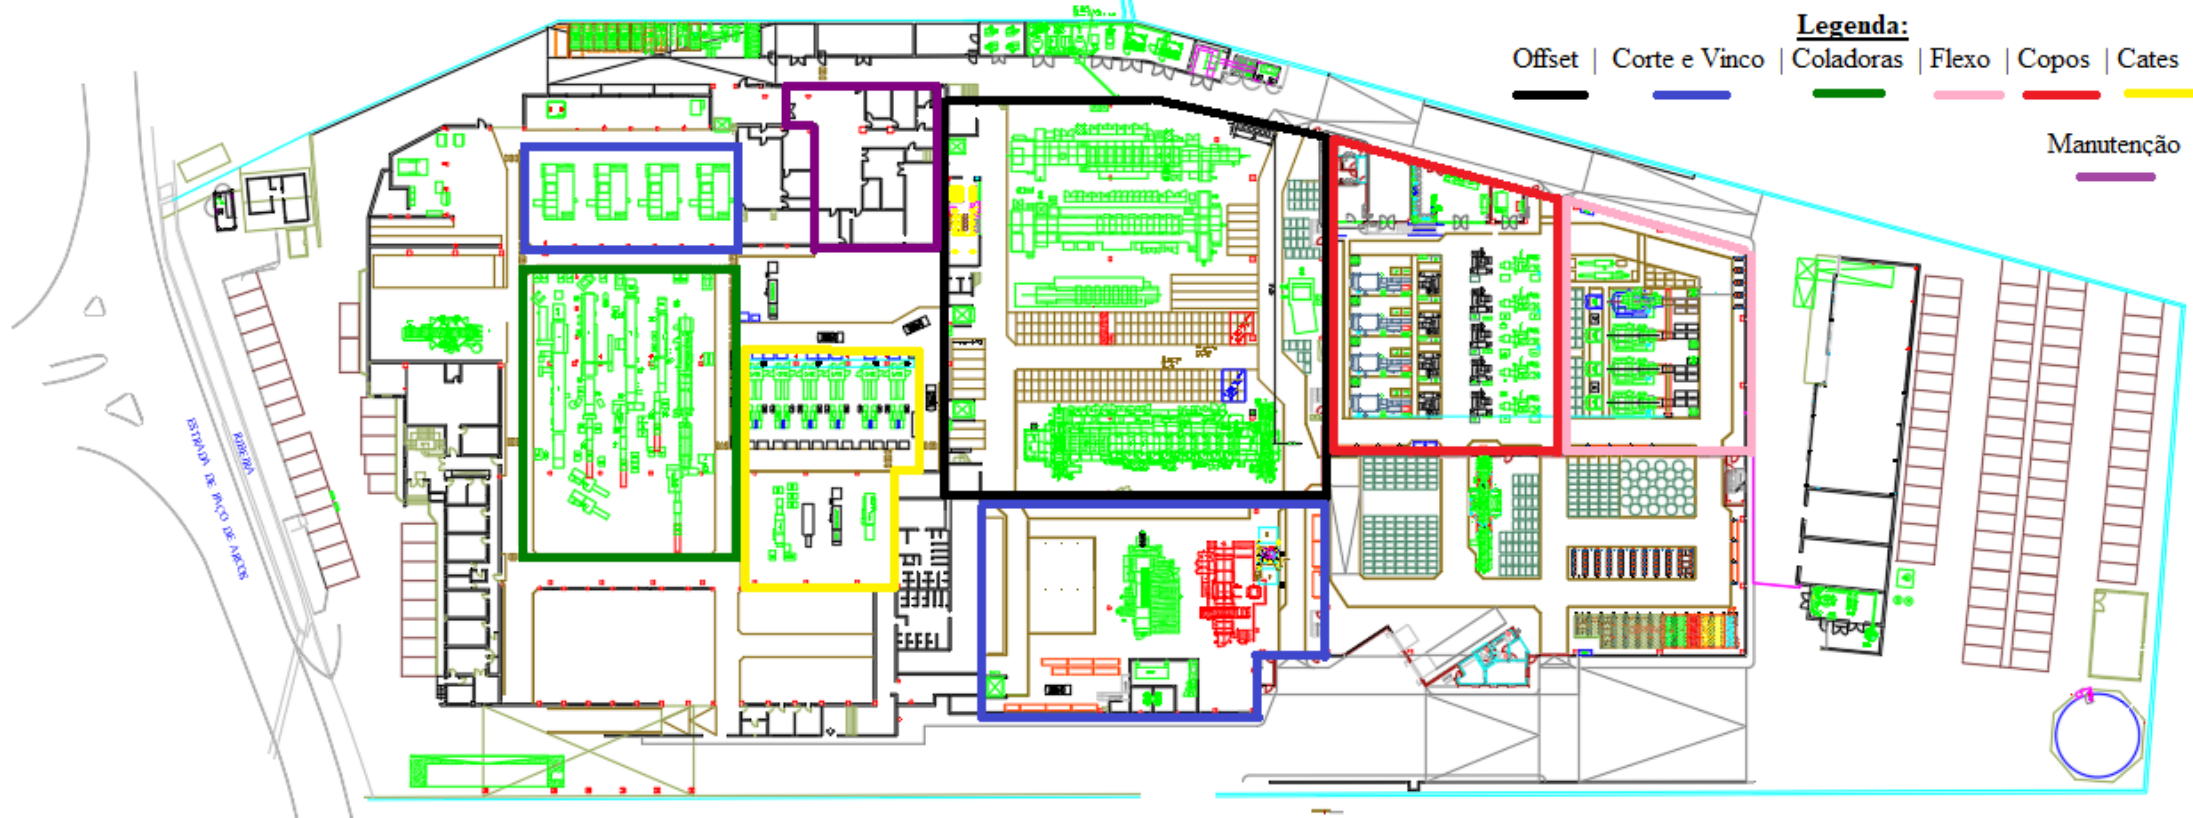 Legenda:
Offset | Corte e Vinco | Coladoras | Flexo | Copos | Cates
Manutenção
RIBEIRA
ESTRADA DE PAÇO DE ARCOS